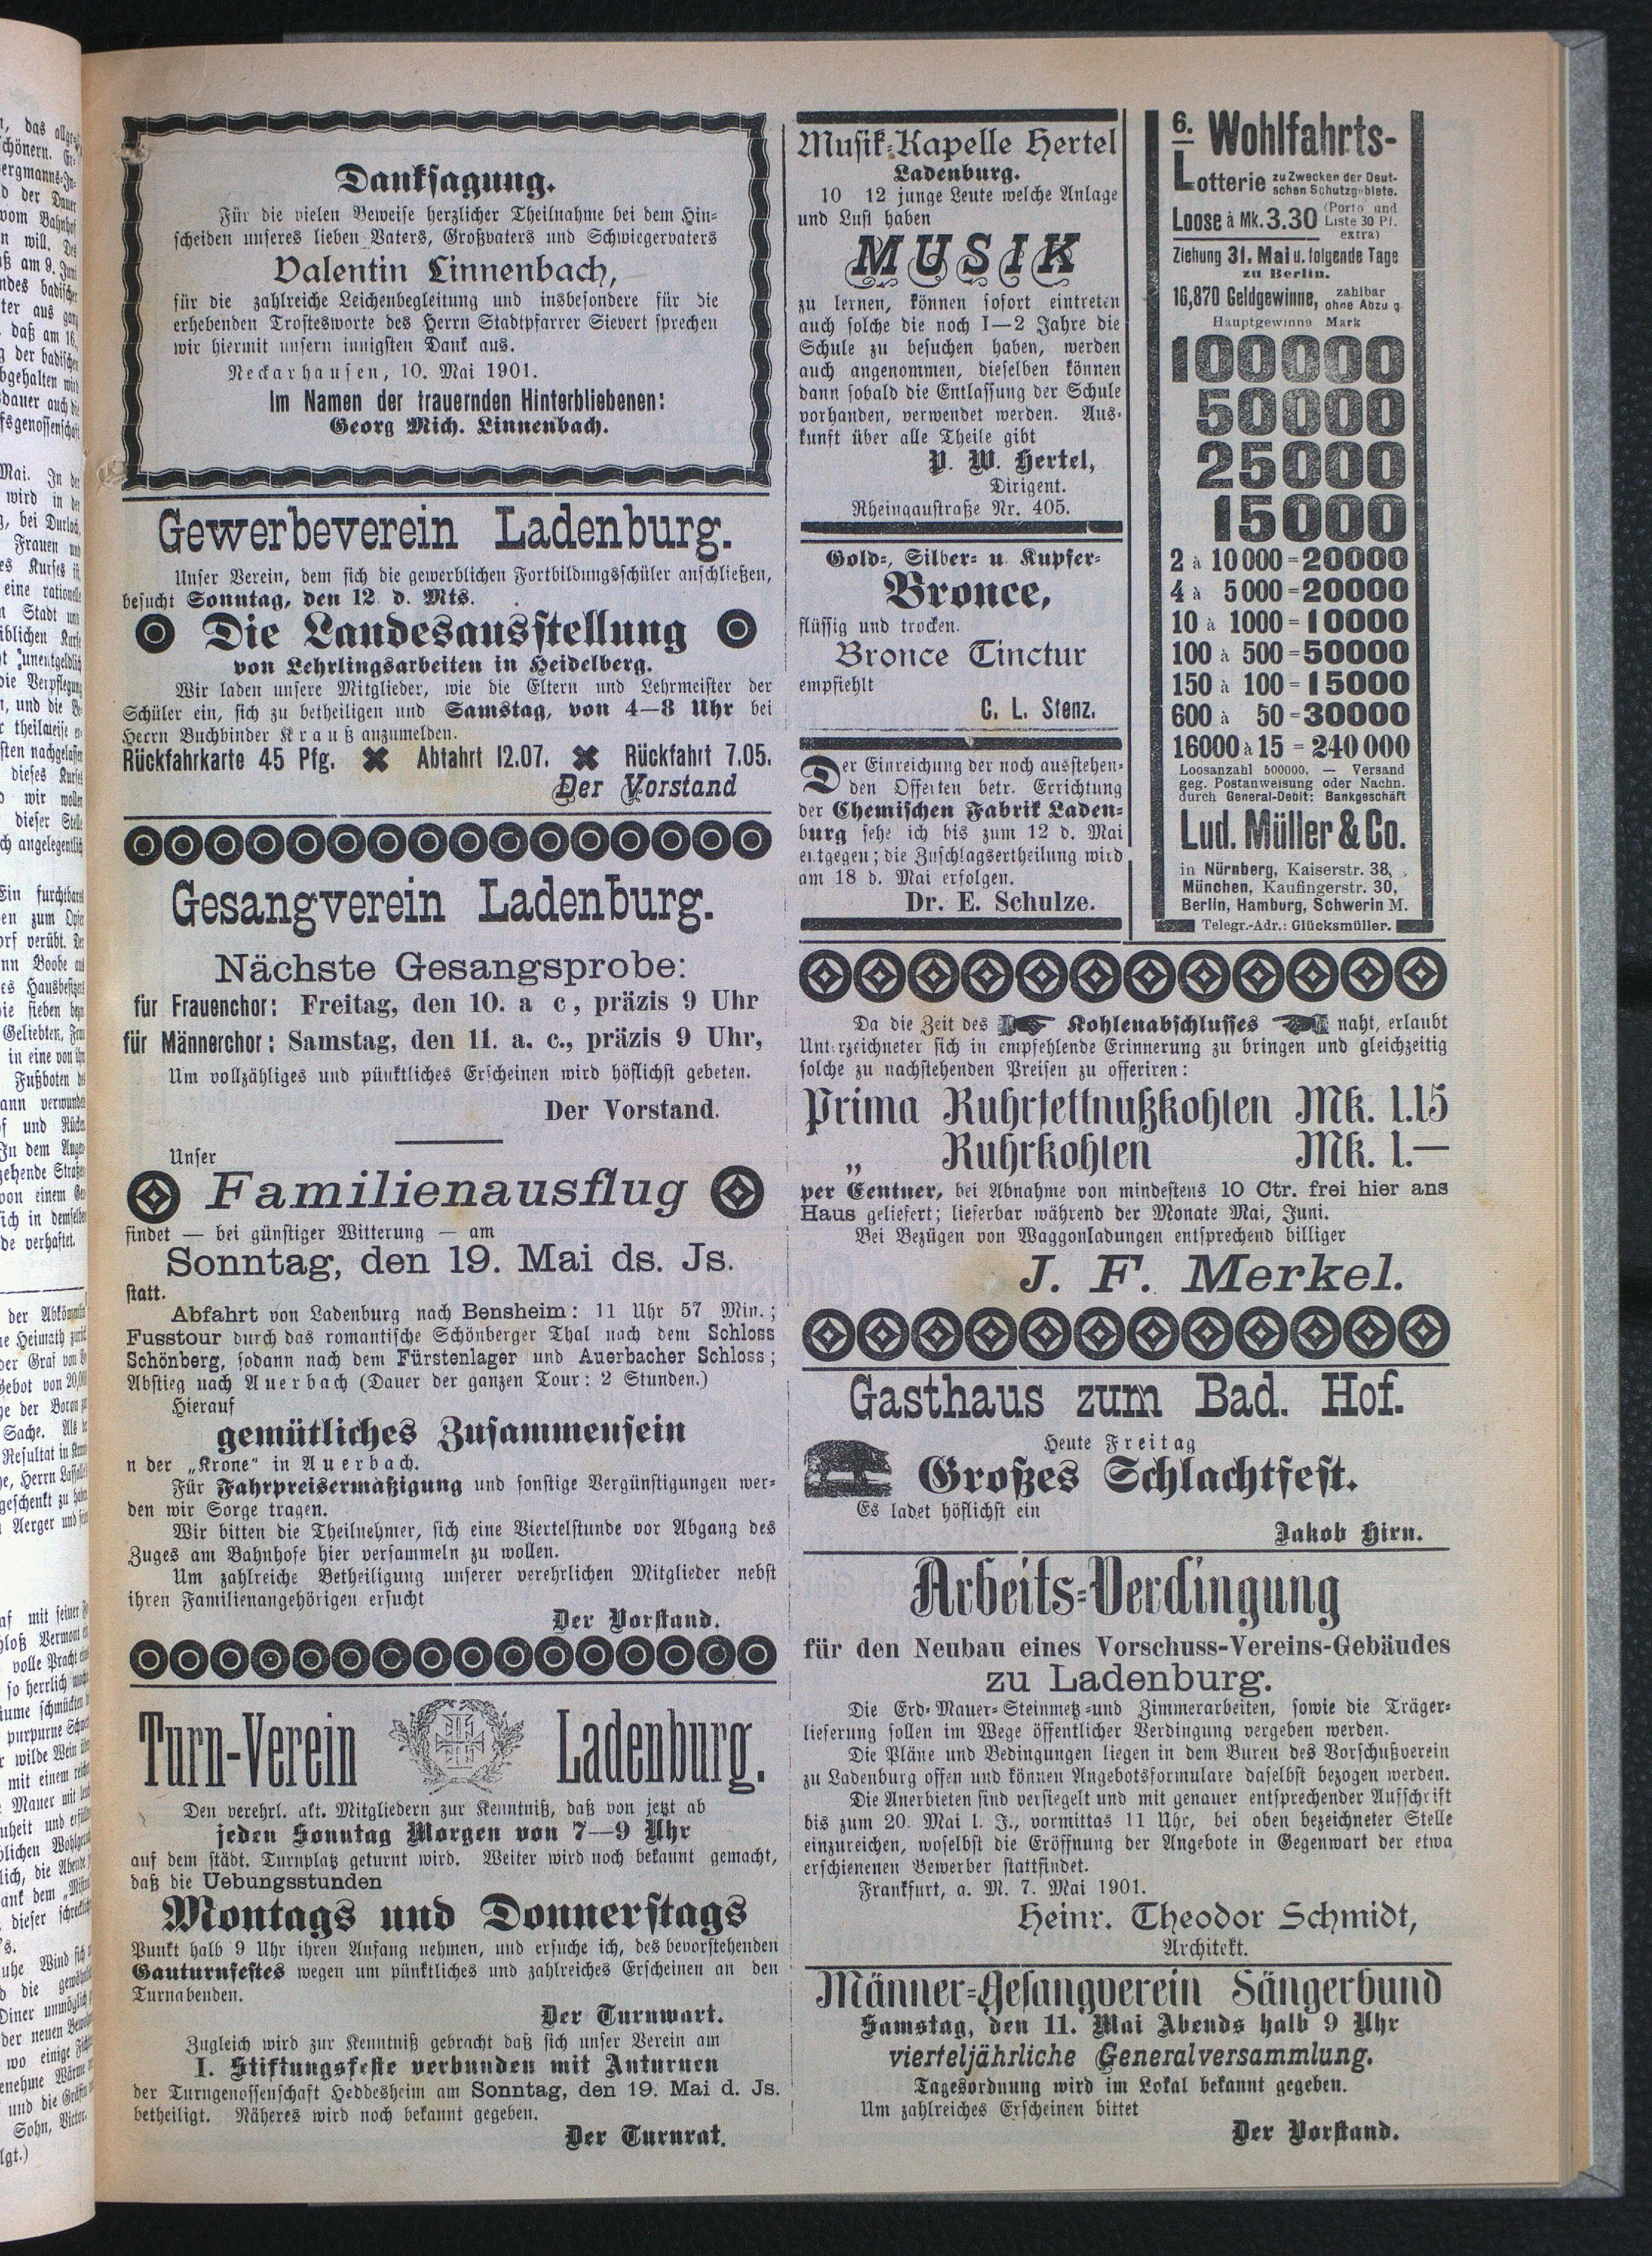 Danksagung.
Für die vielen Beweise herzlicher Theilnahme bei dem Hin-
scheiden unseres lieben Vaters, Großvaters und Schwiegervaters
Valentin Linnenbach,
für die zahlreiche Leichenbegleitung und insbesondere für die
erhebenden Trostesworte des Herrn Stadtpfarrer Sievert sprechen
wir hiermit unsern innigsten Dank aus.
Neckarhausen, 10. Mai 1901.
Im Namen der trauernden Hinterbliebenen:
Georg Mich. Linnenbach.
Gewerbeverein Ladenburg.
Unser Verein, dem sich die gewerblichen Fortbildungsschüler anschließen,
besucht Sonntag, den 12. d. Mts.
Die Landesausstellung
von Lehrlingsarbeiten in Heidelberg.
Wir laden unsere Mitglieder, wie die Eltern und Lehrmeister der
Schüler ein, sich zu betheiligen und Samstag, von 4—8 Uhr bei
Herrn Buchbinder Krauß anzumelden.
Rückfahrkarte 45 Pfg. Abfahrt 12.07. Rückfahrt 7.05.
Der Vorstand
Gesangverein Ladenburg.
Nächste Gesangsprobe:
für Frauenchor: Freitag, den 10. a c, präzis 9 Uhr
für Männerchor: Samstag, den 11. a. c., präzis 9 Uhr,
Um vollzähliges und pünktliches Erscheinen wird höflichst gebeten.
Der Vorstand.
Unser
Familienausflug
findet — bei günstiger Witterung — am
Sonntag, den 19. Mai ds. Js.
statt.
Abfahrt von Ladenburg nach Bensheim: 11 Uhr 57 Min.;
Fusstour durch das romantische Schönberger Thal nach dem Schloss
Schönberg, sodann nach dem Fürstenlager und Auerbacher Schloss;
Abstieg nach Auerbach (Dauer der ganzen Tour: 2 Stunden.)
Hierauf
gemütliches Zusammensein
n der „Krone" in Auerbach.
Für Fahrpreisermäßigung und sonstige Vergünstigungen wer-
den wir Sorge tragen.
Wir bitten die Theilnehmer, sich eine Viertelstunde vor Abgang des
Zuges am Bahnhofe hier versammeln zu wollen.
Um zahlreiche Betheiligung unserer verehrlichen Mitglieder nebst
ihren Familienangehörigen ersucht
Der Vorstand.
Turn-Verein Ladenburg.
Den verehrl. akt. Mitgliedern zur Kenntniß, daß von jetzt ab
jeden Sonntag Morgen von 7—9 Uhr
auf dem städt. Turnplatz geturnt wird. Weiter wird noch bekannt gemacht,
daß die Uebungsstunden
Montags und Donnerstags
Punkt halb 9 Uhr ihren Anfang nehmen, und ersuche ich, des bevorstehenden
Gauturnfestes wegen um pünktliches und zahlreiches Erscheinen an den
Turnabenden.
Der Turnwart.
Zugleich wird zur Kenntniß gebracht daß sich unser Verein am
I. Stiftungsfeste verbunden mit Anturnen
der Turngenossenschaft Heddesheim am Sonntag, den 19. Mai d. Js.
betheiligt. Näheres wird noch bekannt gegeben.
Der Turnrat.
Musik-Kapelle Hertel
Ladenburg.
10 12 junge Leute welche Anlage
und Lust haben
MUSIK
zu lernen, können sofort eintreten
auch solche die noch 1—2 Jahre die
Schule zu besuchen haben, werden
auch angenommen, dieselben können
dann sobald die Entlassung der Schule
vorhanden, verwendet werden. Aus-
kunft über alle Theile gibt
P. W. Hertel,
Dirigent.
Rheingaustraße Nr. 405.
Gold-, Silber- u. Kupfer-
Bronce,
flüssig und trocken.
Bronce Tinctur
empfiehlt
C. L. Stenz.
Der Einreichung der noch ausstehen-
den Offerten betr. Errichtung
der Chemischen Fabrik Laden-
burg sehe ich bis zum 12 d. Mai
entgegen; die Zuschlagsertheilung wird
am 18 d. Mai erfolgen.
Dr. E. Schulze.
6. Wohlfahrts-
Lotterie zu Zwecken der Deut-
schen Schutzgebiete.
Loose à Mk. 3.30 (Porto und
Liste 30 Pf.
extra)
Ziehung 31. Mai u. folgende Tage
zu Berlin.
16,870 Geldgewinne, zahlbar
ohne Abzug
Hauptgewinne Mark
100000
50000
25000
15000
2 à 10000=20000
4 à 5000=20000
10 à 1000=10000
100 à 500=50000
150 à 100=15000
600 à 50=30000
16000 à 15 = 240000
Loosanzahl 500000. — Versand
geg. Postanweisung oder Nachn.
durch General-Debit: Bankgeschäft
Lud. Müller & Co.
in Nürnberg, Kaiserstr. 38,
München, Kaufingerstr. 30,
Berlin, Hamburg, Schwerin M.
Telegr.-Adr.: Glücksmüller.
Da die Zeit des Kohlenabschlusses naht, erlaubt
Unterzeichneter sich in empfehlende Erinnerung zu bringen und gleichzeitig
solche zu nachstehenden Preisen zu offeriren:
Prima Ruhrfettnußkohlen Mk. 1.15
„ Ruhrkohlen Mk. 1.—
per Centner, bei Abnahme von mindestens 10 Ctr. frei hier ans
Haus geliefert; lieferbar während der Monate Mai, Juni.
Bei Bezügen von Waggonladungen entsprechend billiger
J. F. Merkel.
Gasthaus zum Bad. Hof.
Heute Freitag
Großes Schlachtfest.
Es ladet höflichst ein
Jakob Hirn.
Arbeits-Verdingung
für den Neubau eines Vorschuss-Vereins-Gebäudes
zu Ladenburg.
Die Erd- Mauer- Steinmetz- und Zimmerarbeiten, sowie die Träger-
lieferung sollen im Wege öffentlicher Verdingung vergeben werden.
Die Pläne und Bedingungen liegen in dem Bureu des Vorschußverein
zu Ladenburg offen und können Angebotsformulare daselbst bezogen werden.
Die Anerbieten sind versiegelt und mit genauer entsprechender Aufschrift
bis zum 20. Mai l. J., vormittags 11 Uhr, bei oben bezeichneter Stelle
einzureichen, woselbst die Eröffnung der Angebote in Gegenwart der etwa
erschienenen Bewerber stattfindet.
Frankfurt, a. M. 7. Mai 1901.
Heinr. Theodor Schmidt,
Architekt.
Männer-Gesangverein Sängerbund
Samstag, den 11. Mai Abends halb 9 Uhr
vierteljährliche Generalversammlung.
Tagesordnung wird im Lokal bekannt gegeben.
Um zahlreiches Erscheinen bittet
Der Vorstand.